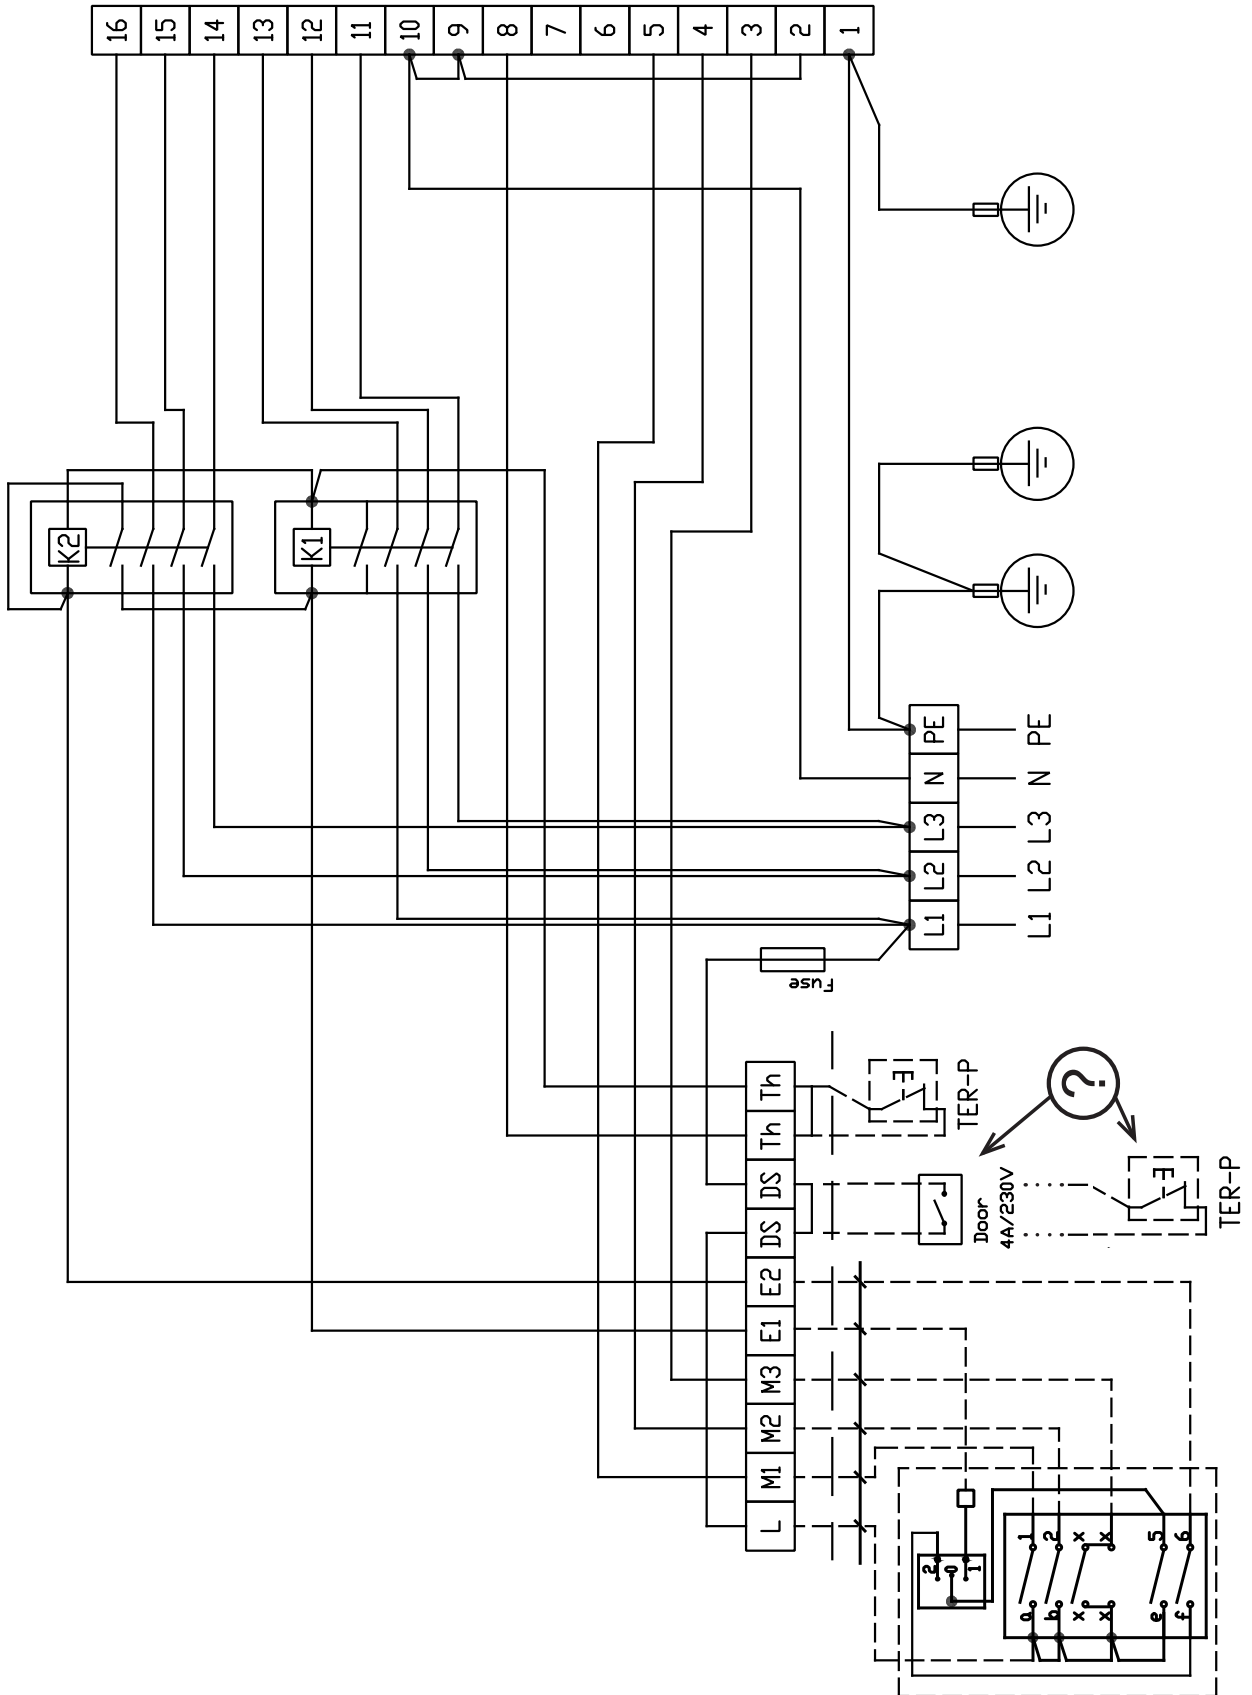 16 15 14 13 12 11 10 9 8 7 6 5 4 3 2 1
K2
K1
PE PE
N N
L3 L3
L2 L2
L1 L1
Fuse
Th
Th
DS
DS
E2
E1
M3
M2
M1
L
TER-P
?
Door
4A/230V
TER-P
2 0 1
1 2 x x 5 6
a b x x e f